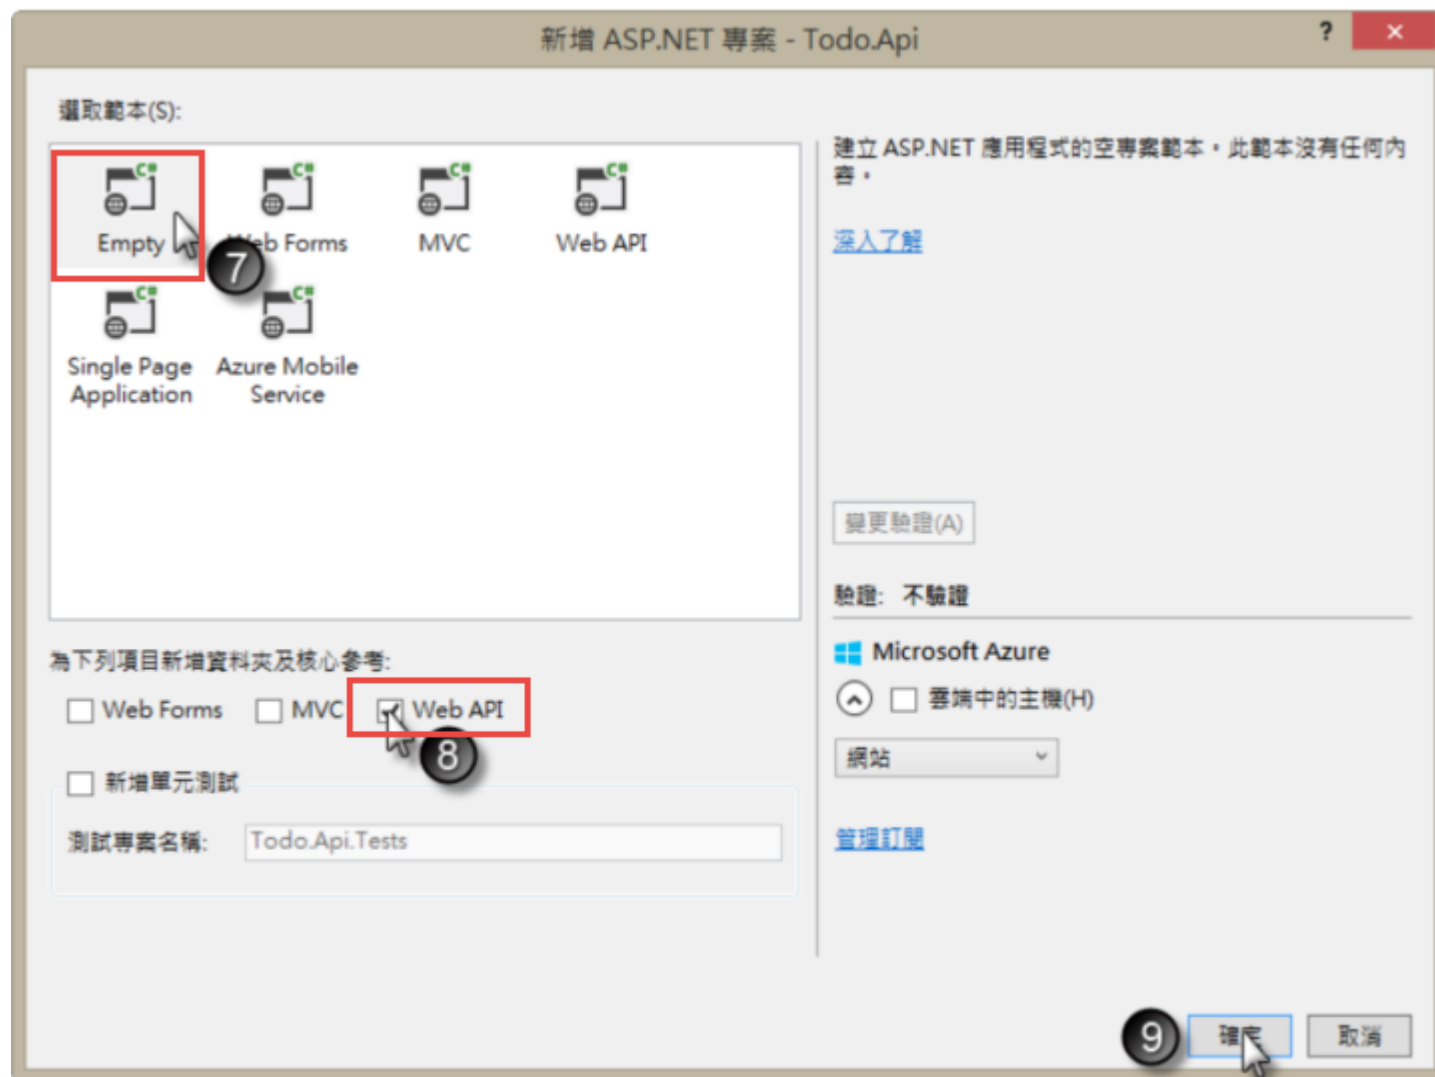 新增 ASP.NET 專案 - Todo.Api
?
選取範本(S):
Empty
Web Forms
MVC
Web API
Single Page
Application
Azure Mobile
Service
7
建立 ASP.NET 應用程式的空專案範本。此範本沒有任何內
容。
深入了解
變更驗證(A)
驗證: 不驗證
Microsoft Azure
雲端中的主機(H)
網站
管理訂閱
為下列項目新增資料夾及核心參考:
Web Forms
MVC
Web API
8
新增單元測試
測試專案名稱:
Todo.Api.Tests
9
確定
取消